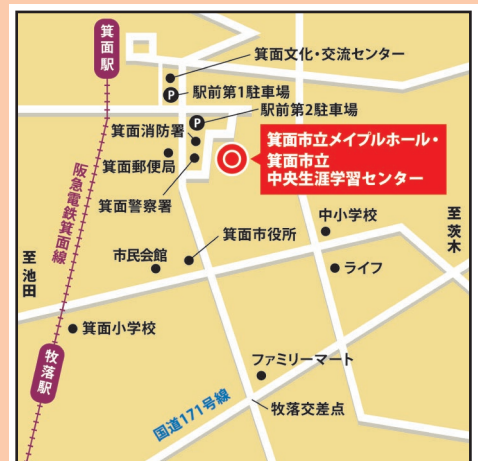 箕面駅
箕面文化・交流センター
P 駅前第1駐車場
駅前第2駐車場
P
箕面消防署
箕面郵便局
箕面警察署
箕面市立メイプルホール・
箕面市立
中央生涯学習センター
阪急電鉄箕面線
中小学校
至茨木
箕面市役所
市民会館
至池田
ライフ
箕面小学校
牧落駅
ファミリーマート
国道171号線
牧落交差点